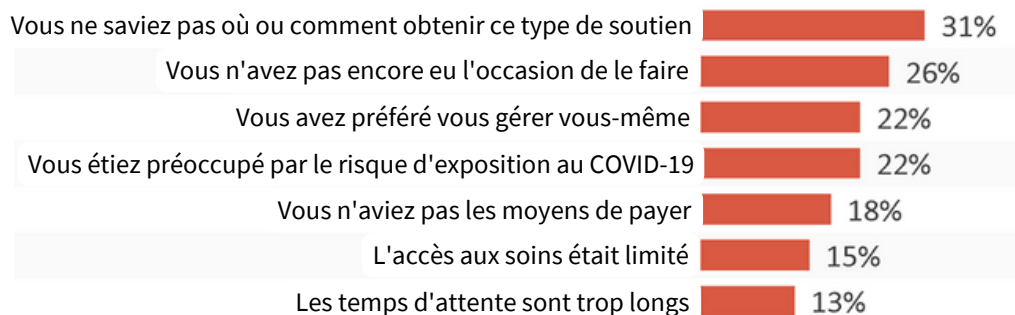 Vous ne saviez pas où ou comment obtenir ce type de soutien 31%
Vous n'avez pas encore eu l'occasion de le faire 26%
Vous avez préféré vous gérer vous-même 22%
Vous étiez préoccupé par le risque d'exposition au COVID-19 22%
Vous n'aviez pas les moyens de payer 18%
L'accès aux soins était limité 15%
Les temps d'attente sont trop longs 13%